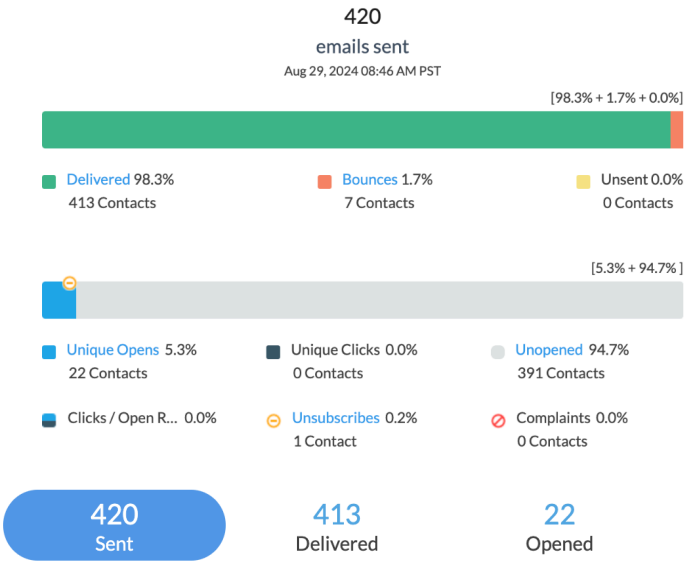 420
emails sent
Aug 29, 2024 08:46 AM PST
[98.3% + 1.7% + 0.0%]
Delivered 98.3% Bounces 1.7% Unsent 0.0%
413 Contacts 7 Contacts 0 Contacts
[5.3% + 94.7% ]
Unique Opens 5.3% Unique Clicks 0.0% Unopened 94.7%
22 Contacts 0 Contacts 391 Contacts
Clicks / Open R... 0.0% Unsubscribes 0.2% Complaints 0.0%
1 Contact 0 Contacts
420 413 22
Sent Delivered Opened